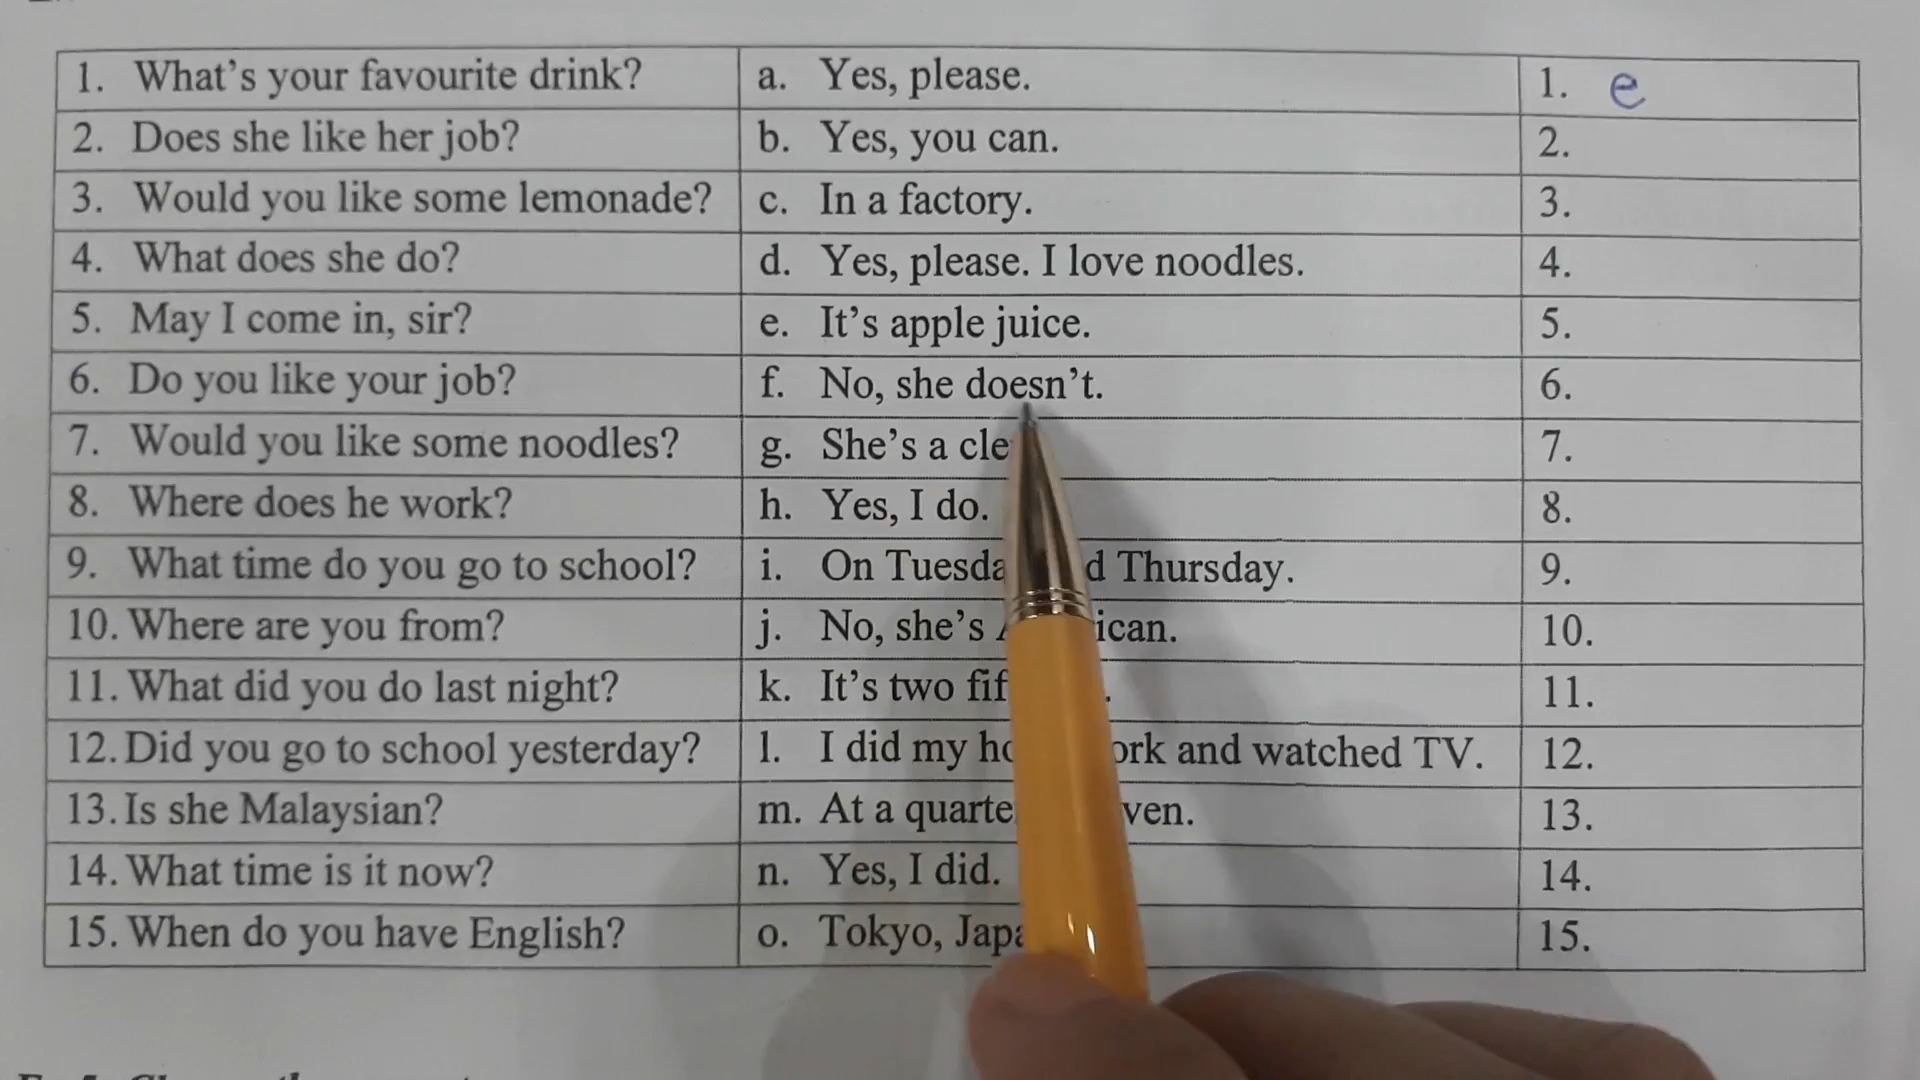 1. What's your favourite drink? a. Yes, please. 1. e
2. Does she like her job? b. Yes, you can. 2.
3. Would you like some lemonade? c. In a factory. 3.
4. What does she do? d. Yes, please. I love noodles. 4.
5. May I come in, sir? e. It's apple juice. 5.
6. Do you like your job? f. No, she doesn't. 6.
7. Would you like some noodles? g. She's a 7.
8. Where does he work? h. Yes, I do. 8.
9. What time do you go to school? i. On Thursday. 9.
10. Where are you from? j. No, she's 10.
11. What did you do last night? k. It's two 11.
12. Did you go to school yesterday? l. I did my and watched TV. 12.
13. Is she Malaysian? m. At a 13.
14. What time is it now? n. Yes, I did. 14.
15. When do you have English? o. Tokyo, 15.